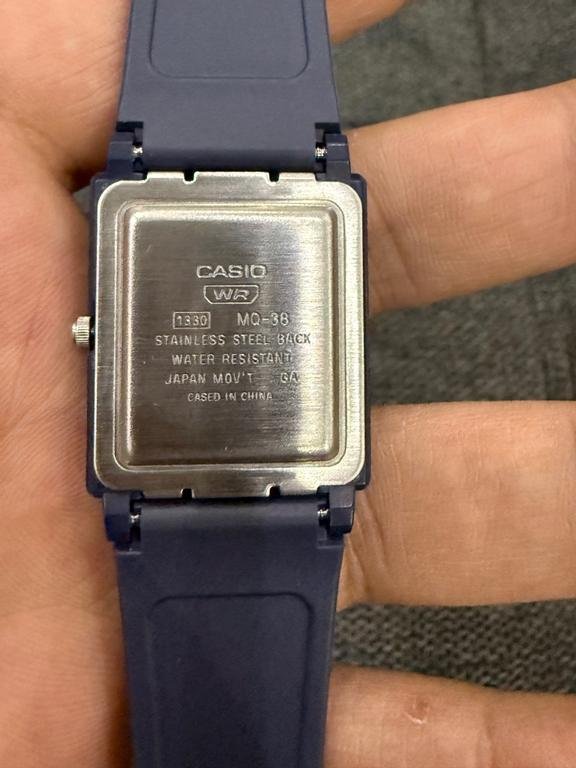 CASIO
WR
1330 MQ-38
STAINLESS STEEL BACK
WATER RESISTANT
JAPAN MOV'T GA
CASED IN CHINA